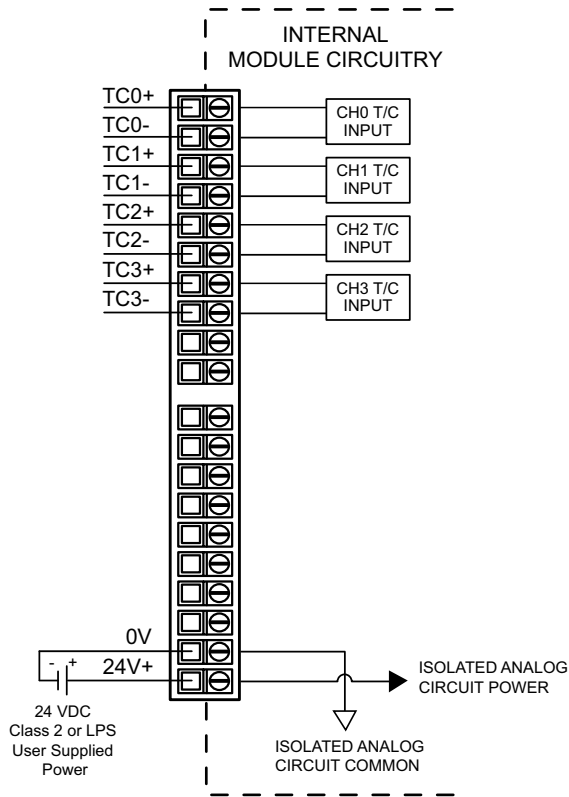 INTERNAL
MODULE CIRCUITRY
TC0+
TC0-
TC1+
TC1-
TC2+
TC2-
TC3+
TC3-
CH0 T/C
INPUT
CH1 T/C
INPUT
CH2 T/C
INPUT
CH3 T/C
INPUT
0V
24V+
- +
24 VDC
Class 2 or LPS
User Supplied
Power
ISOLATED ANALOG
CIRCUIT POWER
ISOLATED ANALOG
CIRCUIT COMMON